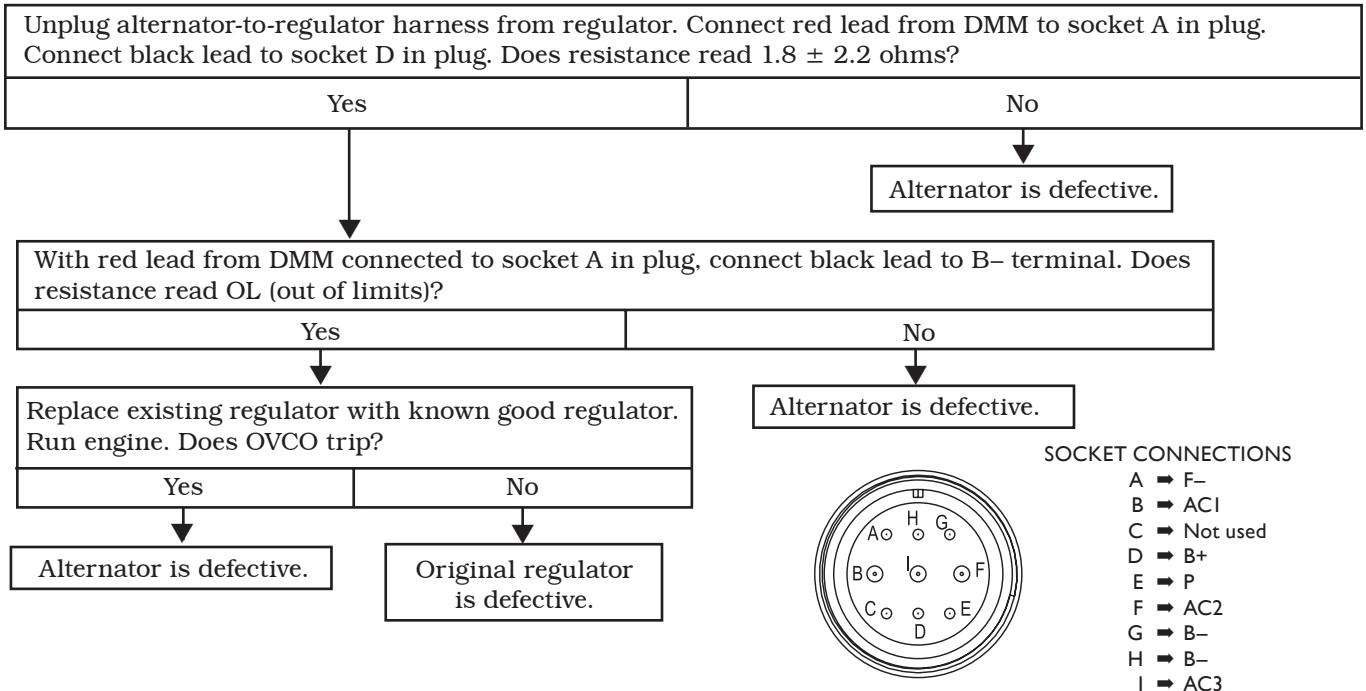 Unplug alternator-to-regulator harness from regulator. Connect red lead from DMM to socket A in plug.
Connect black lead to socket D in plug. Does resistance read 1.8 ± 2.2 ohms?
Yes
No
Alternator is defective.
With red lead from DMM connected to socket A in plug, connect black lead to B– terminal. Does
resistance read OL (out of limits)?
Yes
No
Replace existing regulator with known good regulator.
Run engine. Does OVCO trip?
Alternator is defective.
Yes
No
Alternator is defective.
Original regulator
is defective.
A
H
G
B
I
F
C
D
E
SOCKET CONNECTIONS
A ➡ F–
B ➡ AC1
C ➡ Not used
D ➡ B+
E ➡ P
F ➡ AC2
G ➡ B–
H ➡ B–
I ➡ AC3